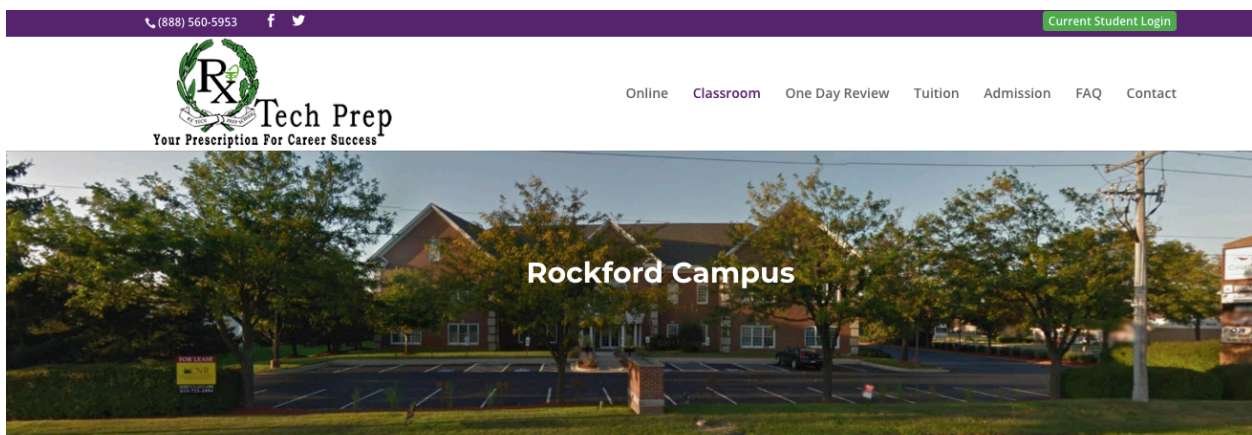 (888) 560-5953
Current Student Login
Rx
Tech Prep
Your Prescription For Career Success
Online Classroom One Day Review Tuition Admission FAQ Contact
Rockford Campus
FOR LEASE
CNR